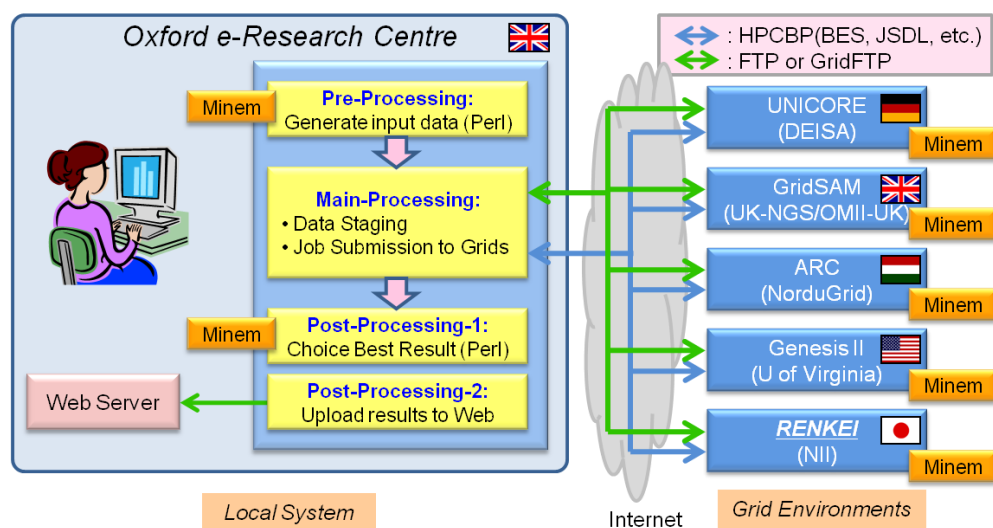 Oxford e-Research Centre
Minem
Pre-Processing:
Generate input data (Perl)
Main-Processing:
• Data Staging
• Job Submission to Grids
Minem
Post-Processing-1:
Choice Best Result (Perl)
Post-Processing-2:
Upload results to Web
Web Server
Local System
Internet
: HPCBP(BES, JSDL, etc.)
: FTP or GridFTP
UNICORE
(DEISA)
Minem
GridSAM
(UK-NGS/OMII-UK)
Minem
ARC
(NorduGrid)
Minem
Genesis II
(U of Virginia)
Minem
RENKEI
(NII)
Minem
Grid Environments